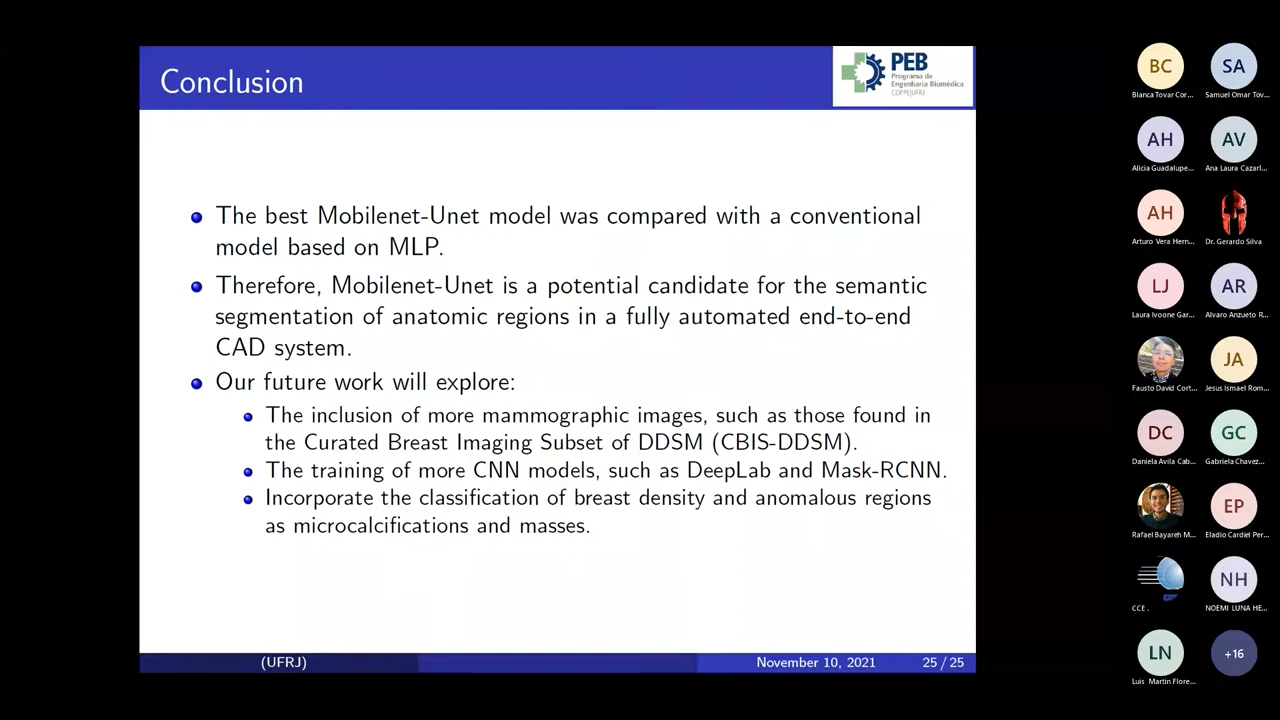 Conclusion
PEB
Programa de
Engenharia Biomédica
COPPE/UFRJ
The best Mobilenet-Unet model was compared with a conventional
model based on MLP.
Therefore, Mobilenet-Unet is a potential candidate for the semantic
segmentation of anatomic regions in a fully automated end-to-end
CAD system.
Our future work will explore:
The inclusion of more mammographic images, such as those found in
the Curated Breast Imaging Subset of DDSM (CBIS-DDSM).
The training of more CNN models, such as DeepLab and Mask-RCNN.
Incorporate the classification of breast density and anomalous regions
as microcalcifications and masses.
(UFRJ)
November 10, 2021
25 / 25
BC
SA
Blanca Tovar Cor...
Samuel Omar Tov...
AH
AV
Alicia Guadalupe...
Ana Laura Cazarl...
AH
Arturo Vera Hern...
Dr. Gerardo Silva
LJ
AR
Laura Ivoone Gar...
Alvaro Anzueto R...
JA
Fausto David Cort...
Jesus Ismael Rom...
DC
GC
Daniela Avila Cab...
Gabriela Chavez...
EP
Rafael Bayareh M...
Eladio Cardiel Per...
NH
CCE .
NOEMI LUNA HE...
LN
+16
Luis Martin Flore...